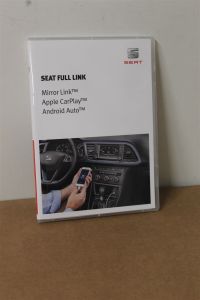 SEAT
SEAT FULL LINK
Mirror Link™
Apple CarPlay™
Android Auto™